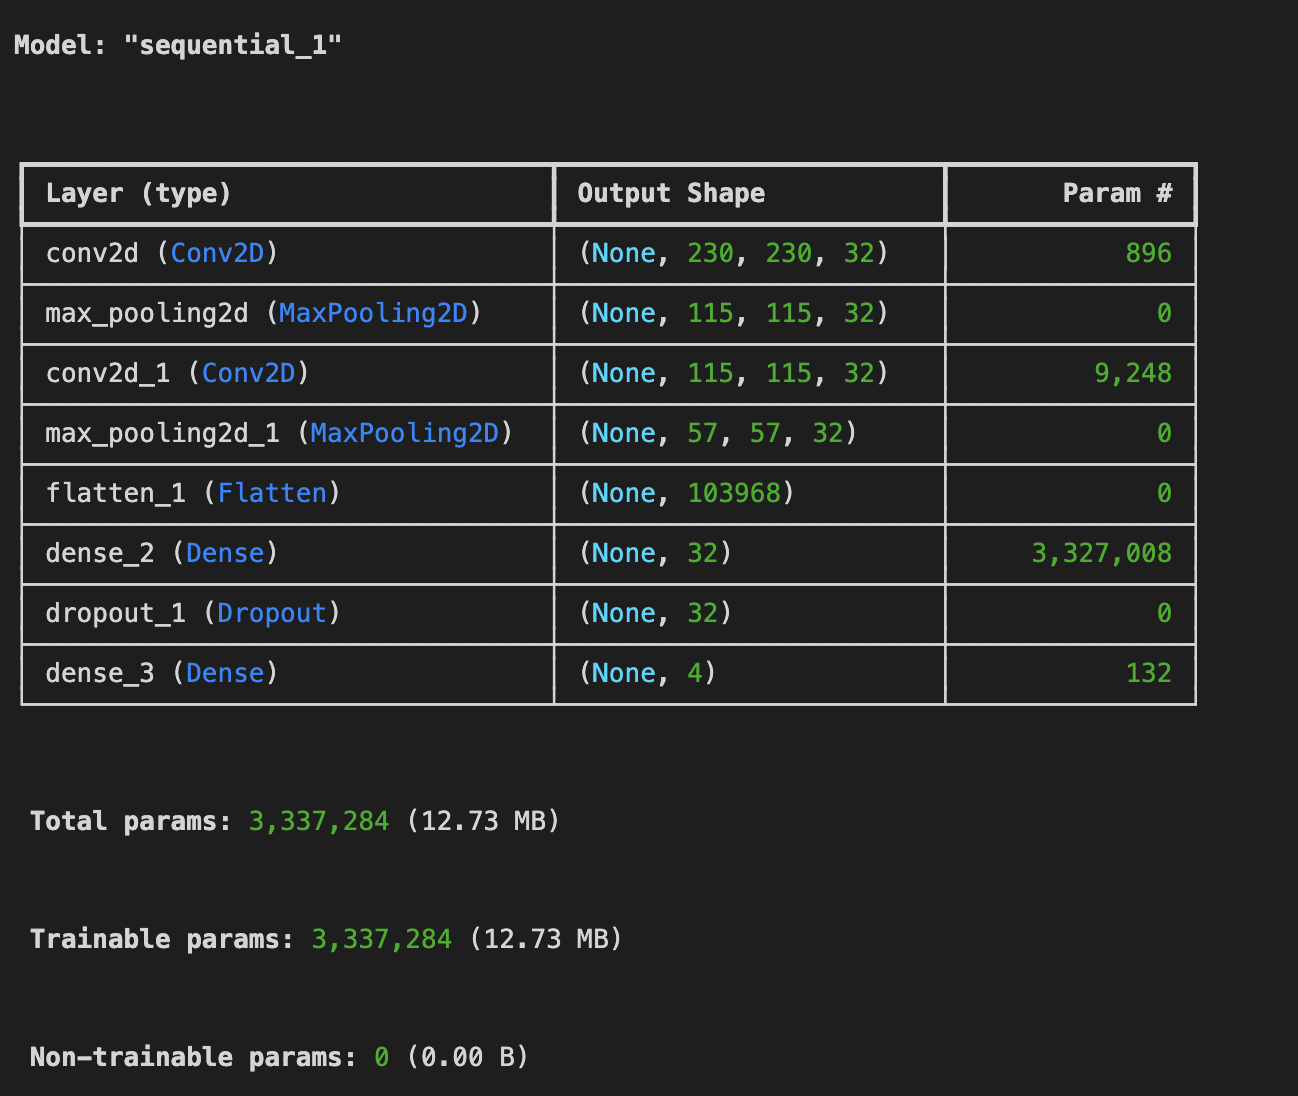 Model: "sequential_1"
Layer (type) Output Shape Param #
conv2d (Conv2D) (None, 230, 230, 32) 896
max_pooling2d (MaxPooling2D) (None, 115, 115, 32) 0
conv2d_1 (Conv2D) (None, 115, 115, 32) 9,248
max_pooling2d_1 (MaxPooling2D) (None, 57, 57, 32) 0
flatten_1 (Flatten) (None, 103968) 0
dense_2 (Dense) (None, 32) 3,327,008
dropout_1 (Dropout) (None, 32) 0
dense_3 (Dense) (None, 4) 132
Total params: 3,337,284 (12.73 MB)
Trainable params: 3,337,284 (12.73 MB)
Non-trainable params: 0 (0.00 B)